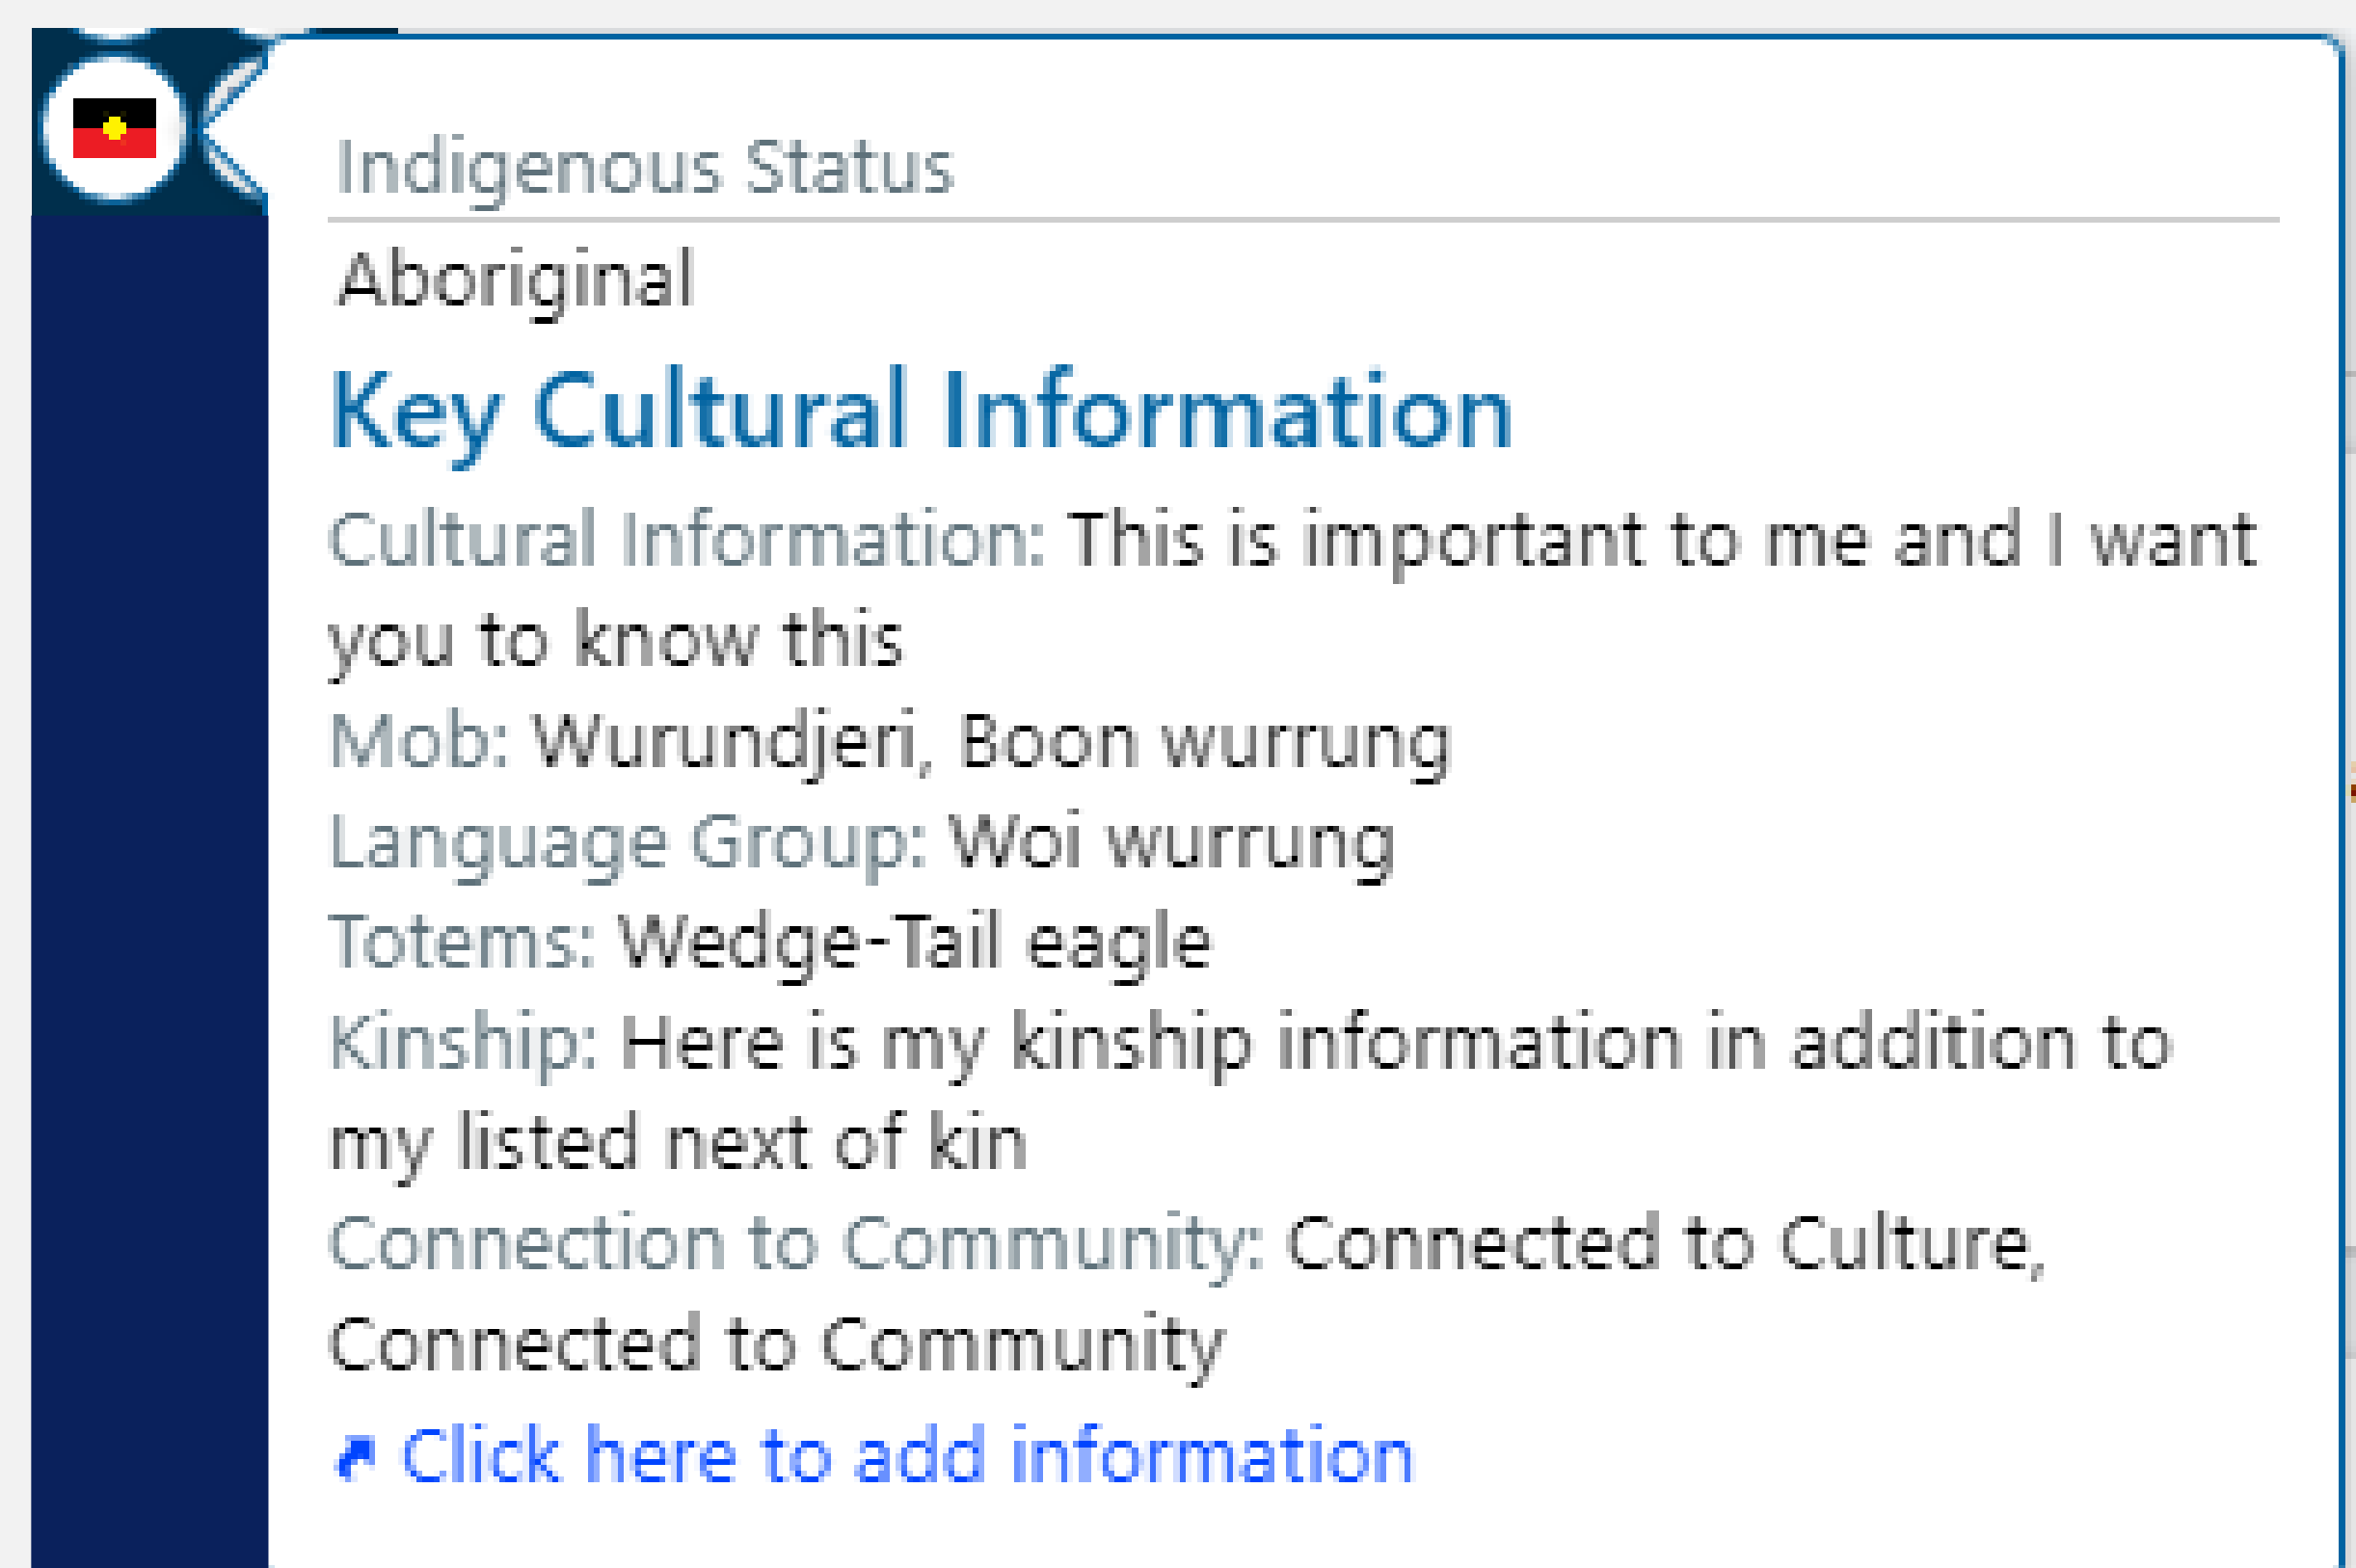 Indigenous Status
Aboriginal
Key Cultural Information
Cultural Information: This is important to me and I want
you to know this
Mob: Wurundjeri, Boon wurrung
Language Group: Woi wurrung
Totems: Wedge-Tail eagle
Kinship: Here is my kinship information in addition to
my listed next of kin
Connection to Community: Connected to Culture,
Connected to Community
Click here to add information